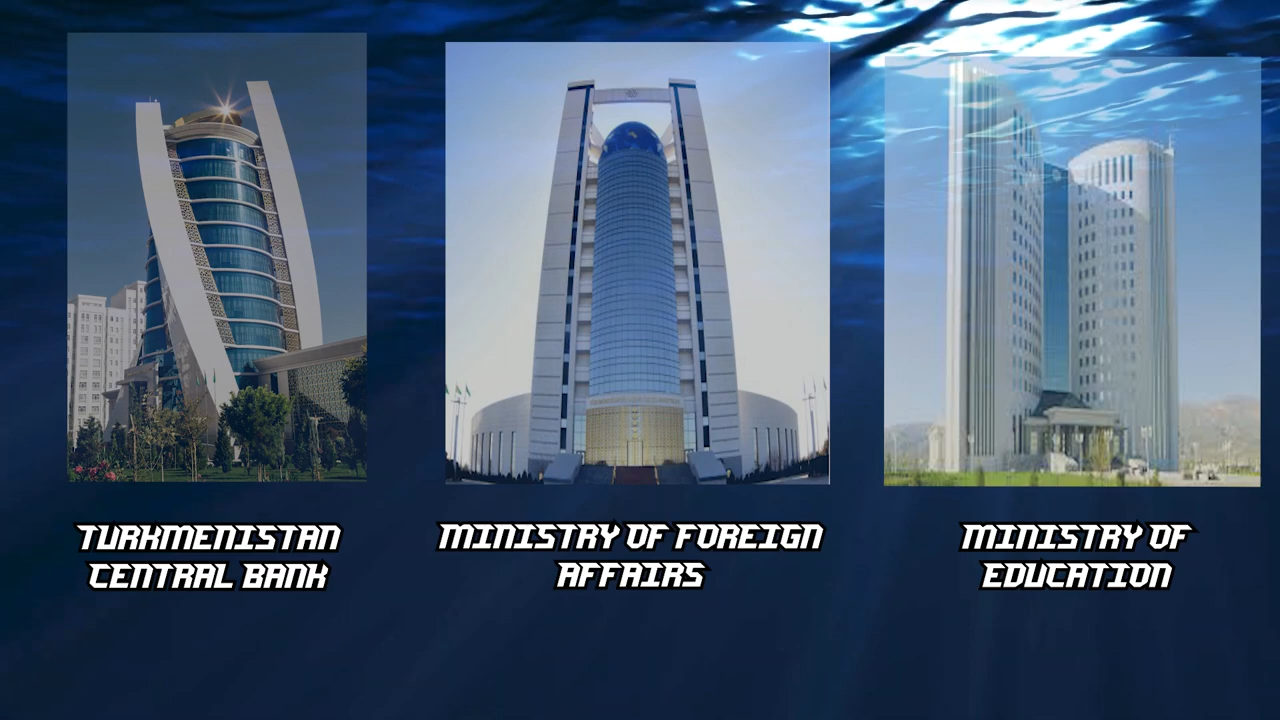 TURKMENISTAN
CENTRAL BANK
MINISTRY OF FOREIGN
AFFAIRS
MINISTRY OF
EDUCATION